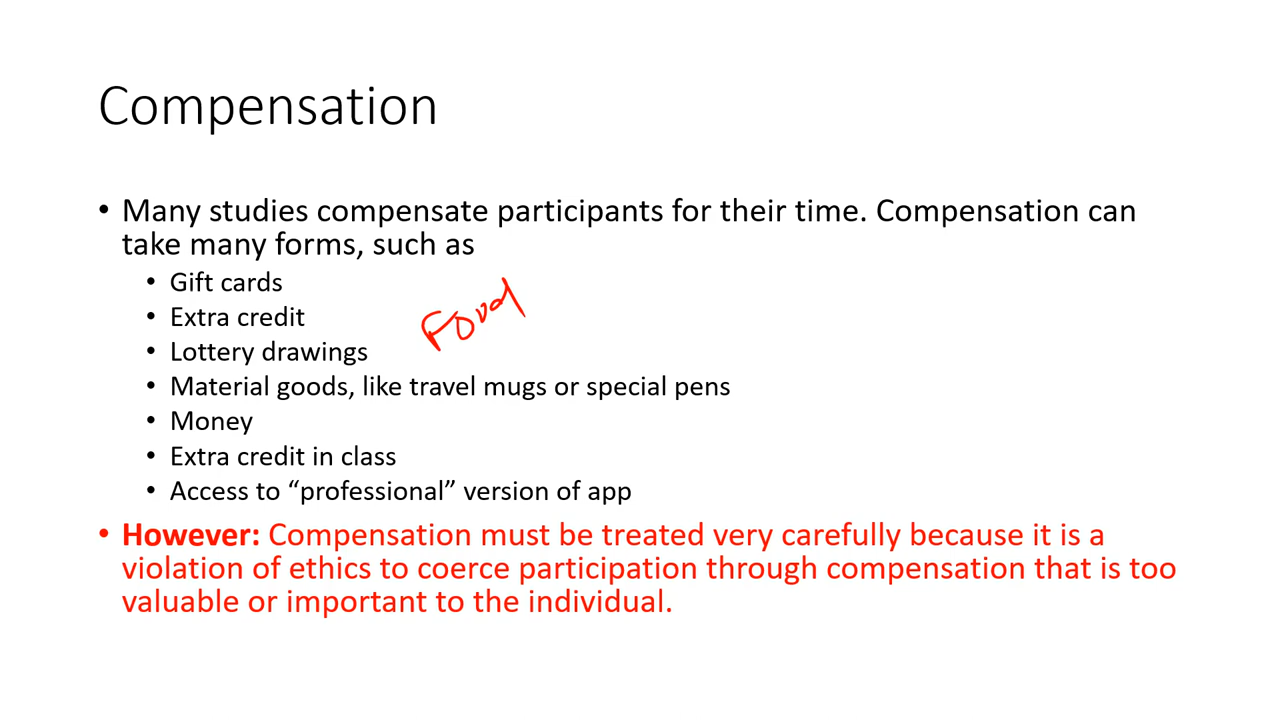 Compensation
• Many studies compensate participants for their time. Compensation can
take many forms, such as
• Gift cards
• Extra credit
Food
• Lottery drawings
• Material goods, like travel mugs or special pens
• Money
• Extra credit in class
• Access to “professional” version of app
• However: Compensation must be treated very carefully because it is a
violation of ethics to coerce participation through compensation that is too
valuable or important to the individual.